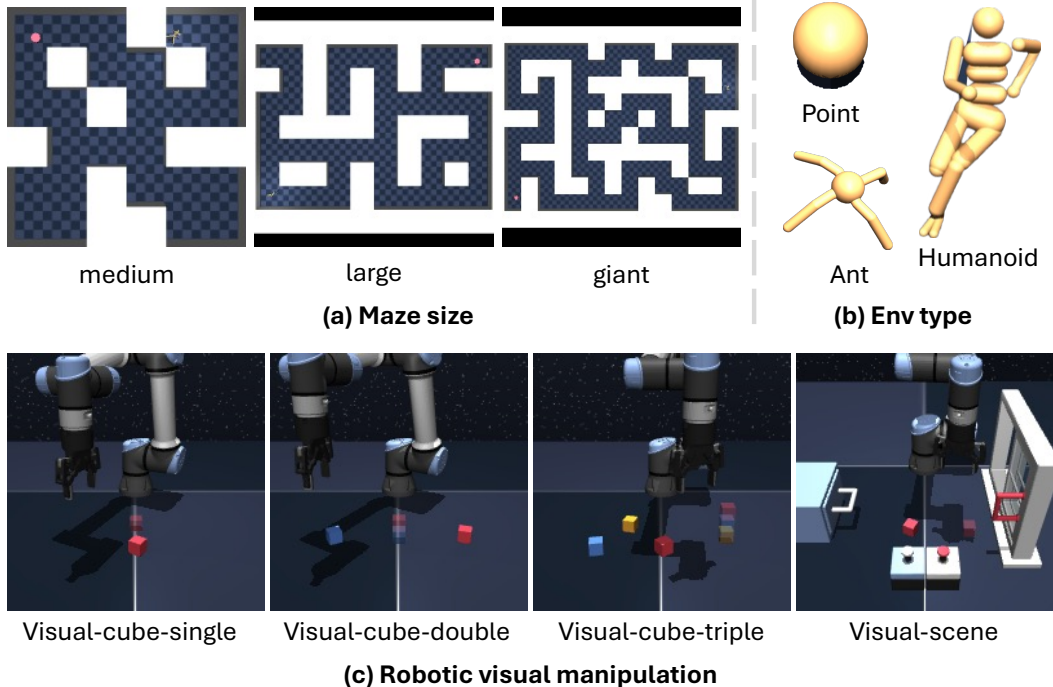 medium
large
giant
(a) Maze size
Point
Ant
Humanoid
(b) Env type
Visual-cube-single
Visual-cube-double
Visual-cube-triple
Visual-scene
(c) Robotic visual manipulation